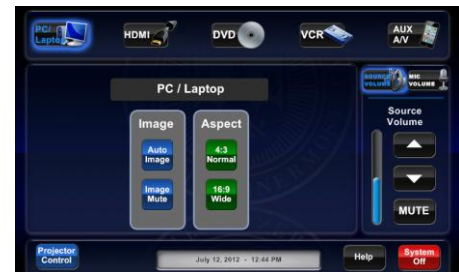 PC/
Laptop
HDMI
DVD
VCR
AUX
A/V
PC / Laptop
Image
Aspect
Auto
Image
4:3
Normal
Image
Mute
16:9
Wide
SOURCE
VOLUME
MIC
VOLUME
Source
Volume
MUTE
Projector
Control
July 12, 2012 - 12:44 PM
Help
System
Off